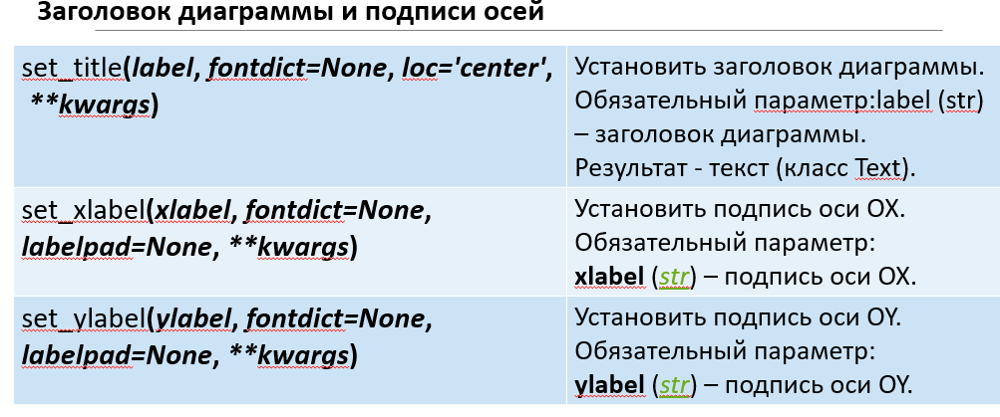 Заголовок диаграммы и подписи осей
set_title(label, fontdict=None, loc='center',
**kwargs)
Установить заголовок диаграммы.
Обязательный параметр:label (str)
– заголовок диаграммы.
Результат - текст (класс Text).
set_xlabel(xlabel, fontdict=None,
labelpad=None, **kwargs)
Установить подпись оси OX.
Обязательный параметр:
xlabel (str) – подпись оси OX.
set_ylabel(ylabel, fontdict=None,
labelpad=None, **kwargs)
Установить подпись оси OY.
Обязательный параметр:
ylabel (str) – подпись оси OY.